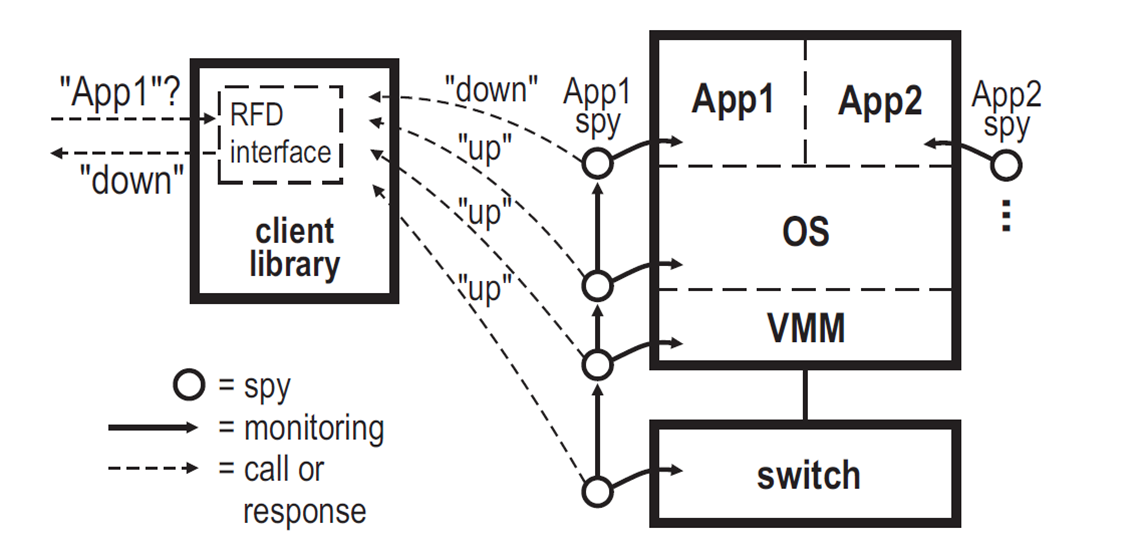 "App1"?
"down"
RFD
interface
client
library
"down"
"up"
"up"
"up"
App1
spy
App1
App2
OS
VMM
switch
App2
spy
...
= spy
= monitoring
= call or
response